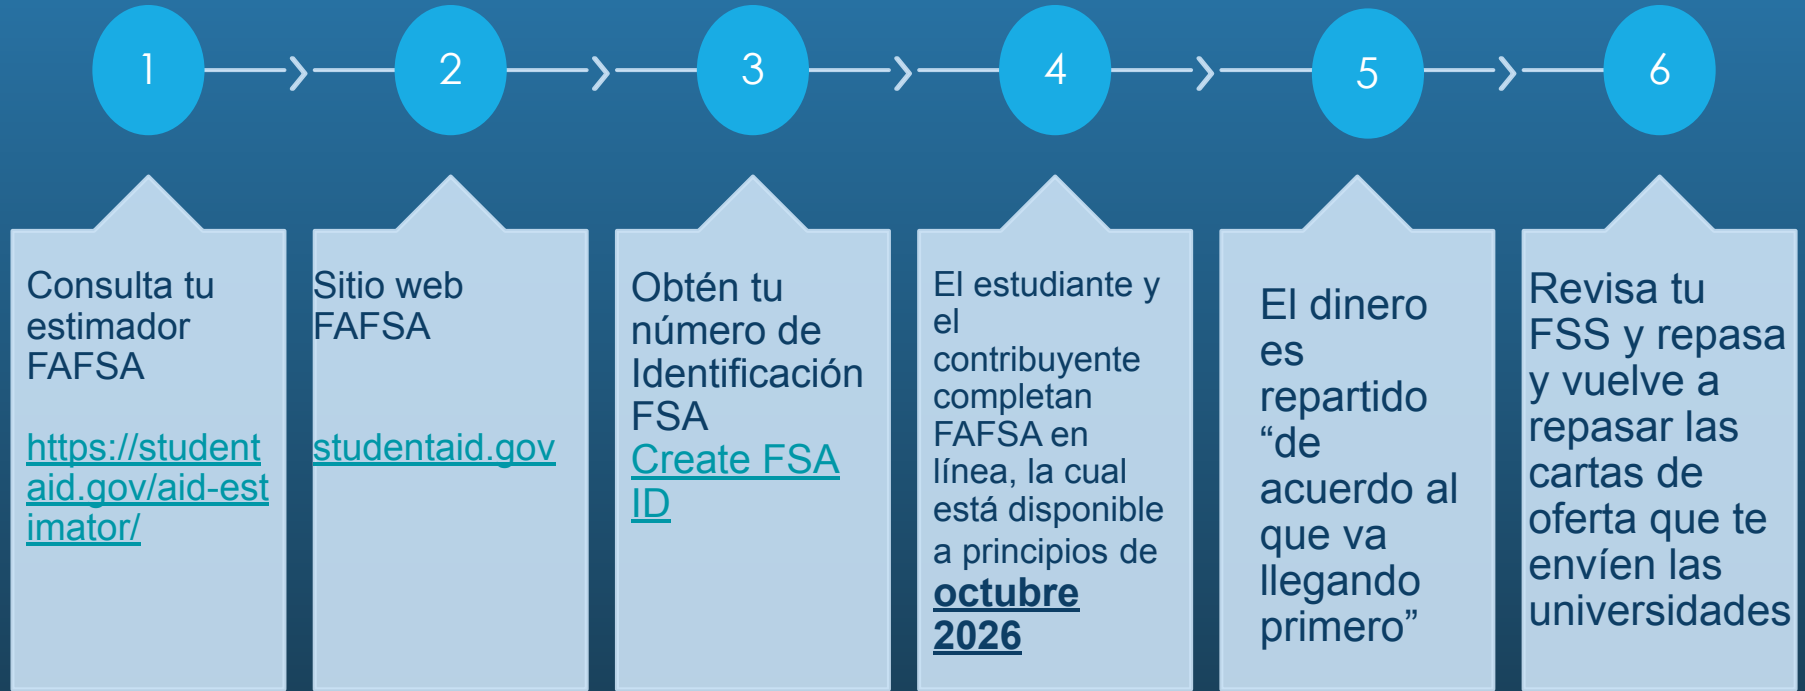 1
2
3
4
5
6
Consulta tu
estimador
FAFSA
https://student
aid.gov/aid-est
imator/
Sitio web
FAFSA
studentaid.gov
Obtén tu
número de
Identificación
FSA
Create FSA
ID
El estudiante y
el
contribuyente
completan
FAFSA en
línea, la cual
está disponible
a principios de
octubre
2026
El dinero
es
repartido
“de
acuerdo al
que va
llegando
primero”
Revisa tu
FSS y repasa
y vuelve a
repasar las
cartas de
oferta que te
envíen las
universidades